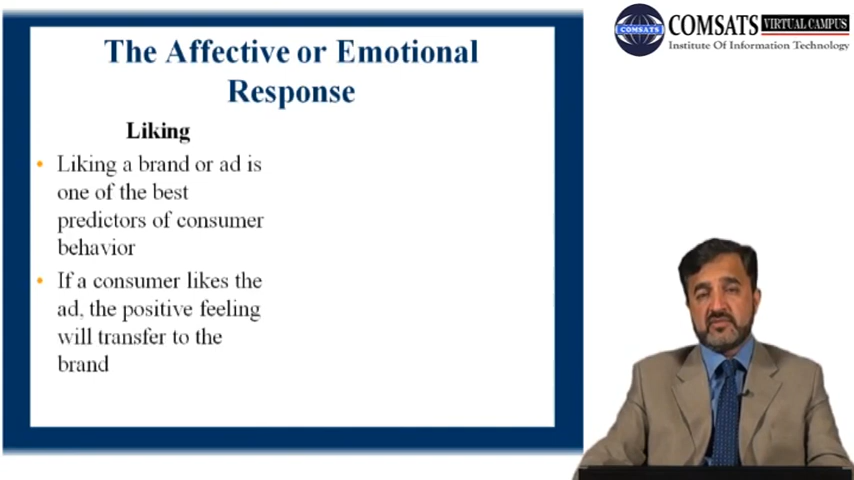 The Affective or Emotional
Response
Liking
• Liking a brand or ad is
one of the best
predictors of consumer
behavior
• If a consumer likes the
ad, the positive feeling
will transfer to the
brand
COMSATS
COMSATS VIRTUAL CAMPUS
Institute Of Information Technology